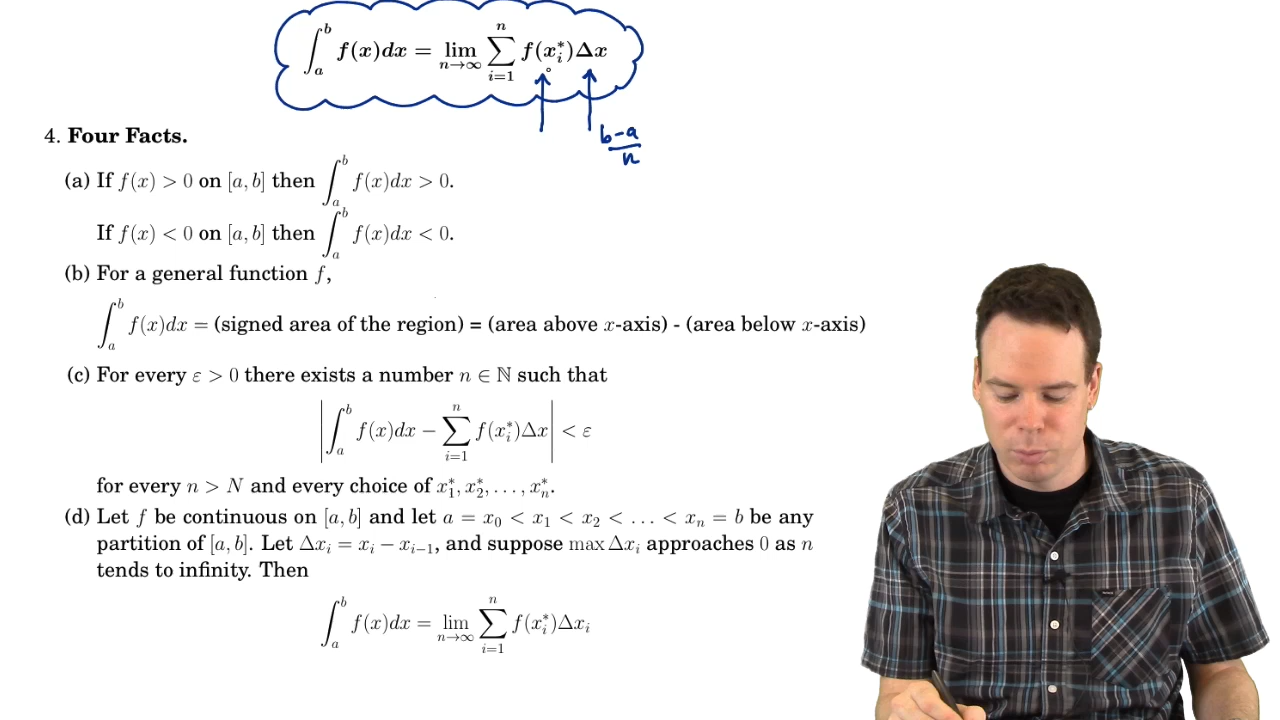 ∫_a^b f(x)dx = lim_{n→∞} ∑_{i=1}^n f(x_i^*)Δx
b-a/n
4. Four Facts.
(a) If f(x) > 0 on [a, b] then ∫_a^b f(x)dx > 0.
If f(x) < 0 on [a, b] then ∫_a^b f(x)dx < 0.
(b) For a general function f,
∫_a^b f(x)dx = (signed area of the region) = (area above x-axis) - (area below x-axis)
(c) For every ε > 0 there exists a number n ∈ ℕ such that
|∫_a^b f(x)dx − ∑_{i=1}^n f(x_i^*)Δx| < ε
for every n > N and every choice of x_1^*, x_2^*, . . . , x_n^*.
(d) Let f be continuous on [a, b] and let a = x_0 < x_1 < x_2 < . . . < x_n = b be any
partition of [a, b]. Let Δx_i = x_i − x_{i−1}, and suppose max Δx_i approaches 0 as n
tends to infinity. Then
∫_a^b f(x)dx = lim_{n→∞} ∑_{i=1}^n f(x_i^*)Δx_i